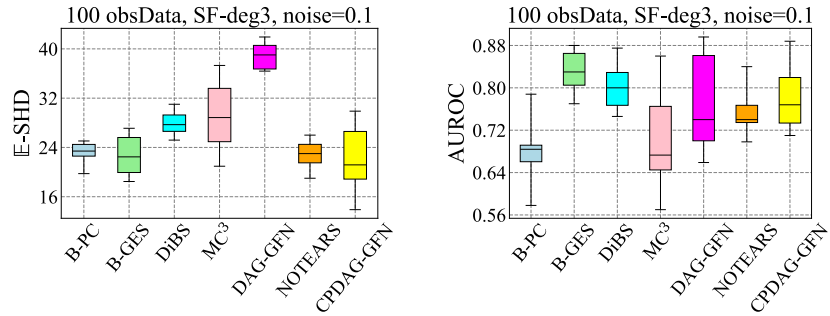 100 obsData, SF-deg3, noise=0.1
𝔼-SHD
40
32
24
16
B-PC
B-GES
DiBS
MC³
DAG-GFN
NOTEARS
CPDAG-GFN
100 obsData, SF-deg3, noise=0.1
AUROC
0.88
0.80
0.72
0.64
0.56
B-PC
B-GES
DiBS
MC³
DAG-GFN
NOTEARS
CPDAG-GFN